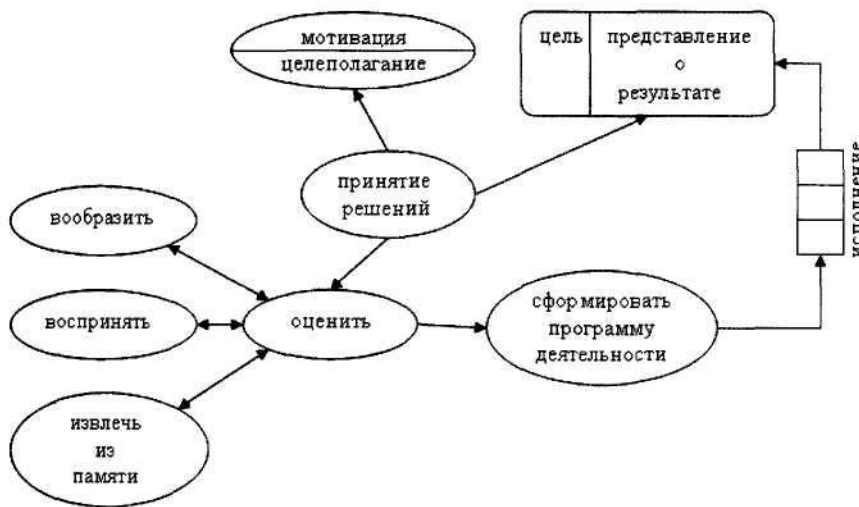 мотивация
целеполагание
цель
представление
о
результате
исполнение
принятие
решений
вообразить
воспринять
оценить
сформировать
программу
деятельности
извлечь
из
памяти